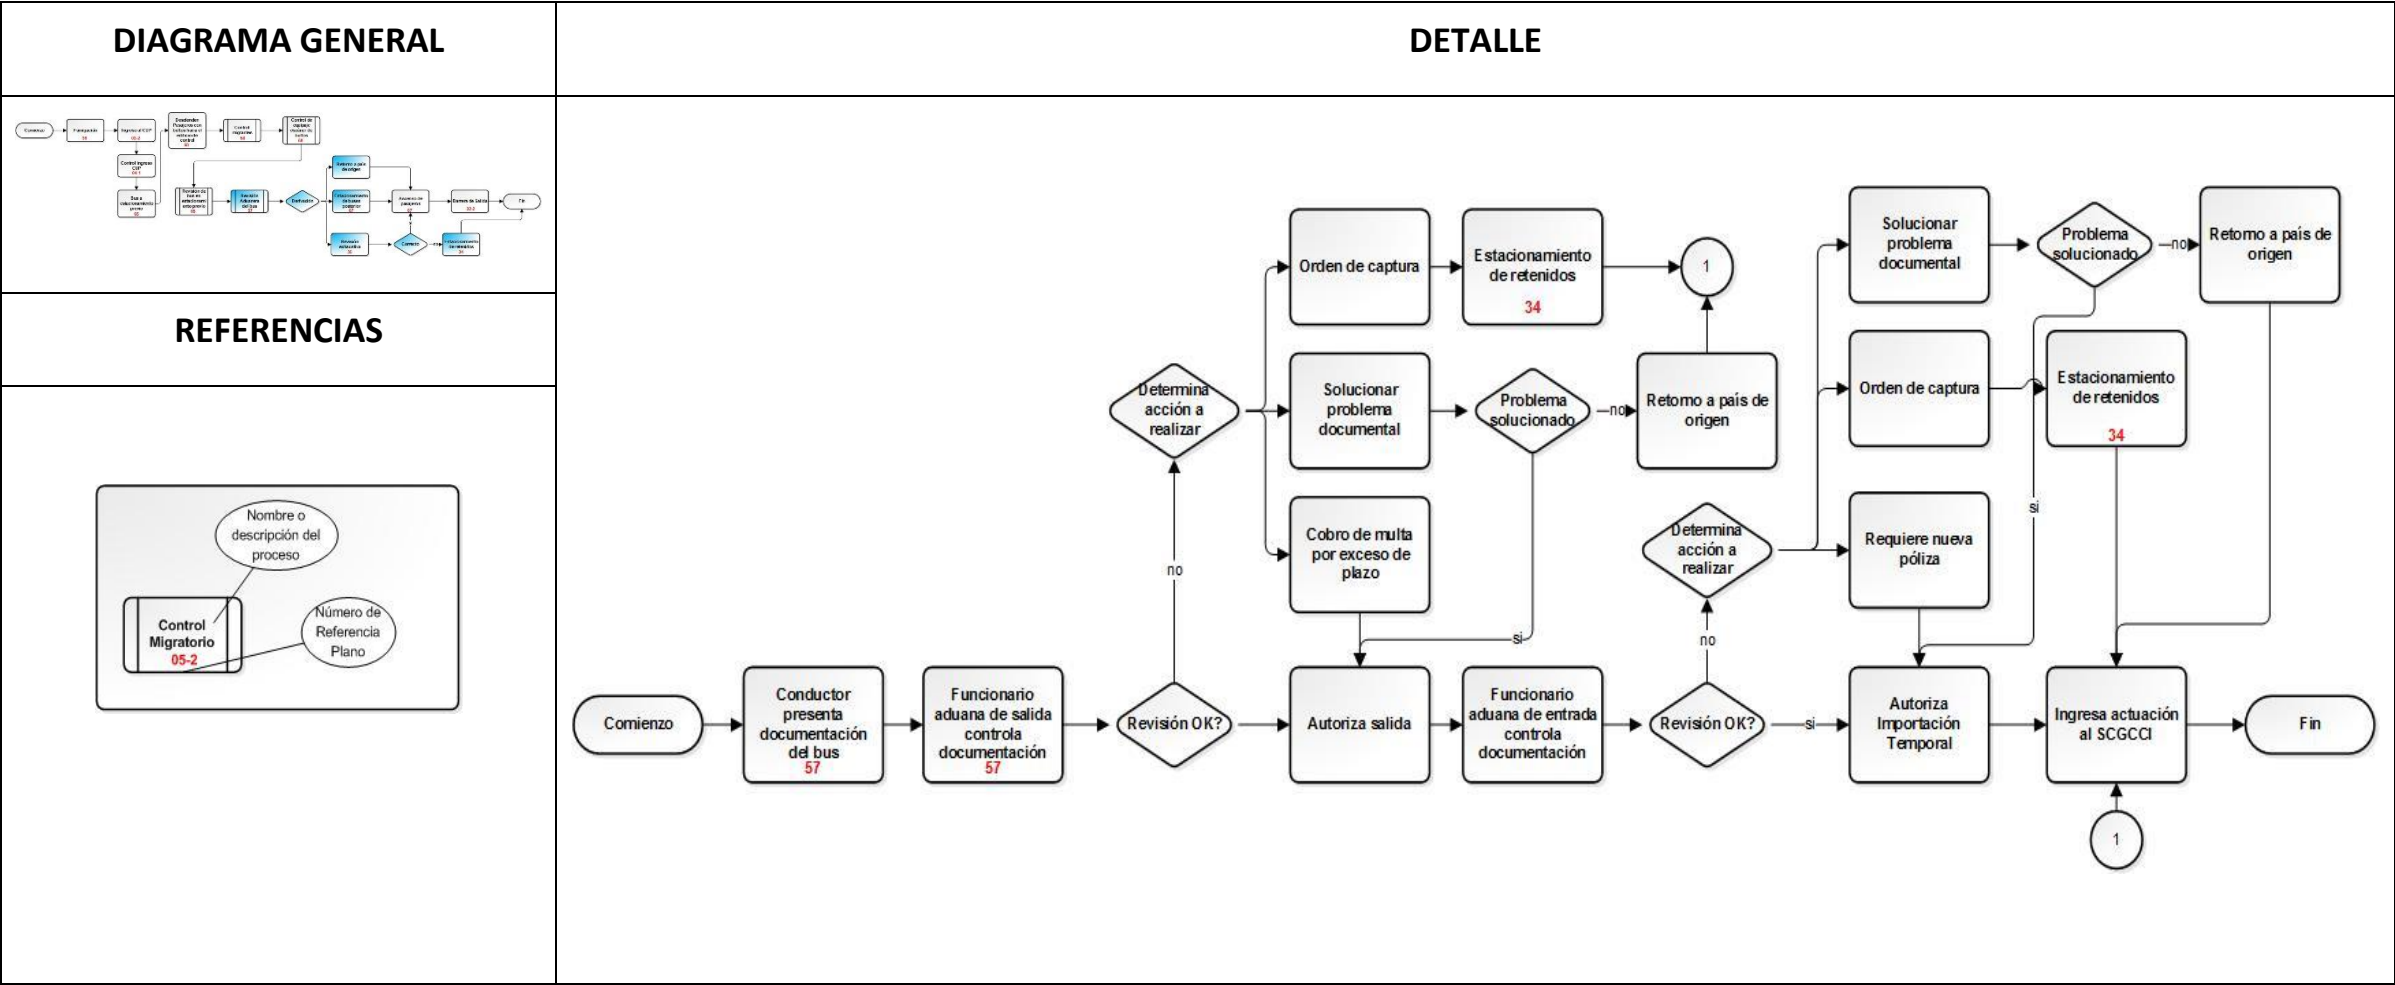 DIAGRAMA GENERAL
DETALLE
Comienzo
Fin
REFERENCIAS
Nombre o
descripción del
proceso
Control
Migratorio
05-2
Número de
Referencia
Plano
Comienzo
Conductor
presenta
documentación
del bus
57
Funcionario
aduana de salida
controla
documentación
57
Revisión OK?
no
Determina
acción a
realizar
Orden de captura
Estacionamiento
de retenidos
34
1
Solucionar
problema
documental
Problema
solucionado
no
Retorno a país de
origen
si
Cobro de multa
por exceso de
plazo
Autoriza salida
Funcionario
aduana de entrada
controla
documentación
Revisión OK?
no
si
Determina
acción a
realizar
Solucionar
problema
documental
Problema
solucionado
no
Retorno a país de
origen
si
Orden de captura
Estacionamiento
de retenidos
34
Requiere nueva
póliza
Autoriza
Importación
Temporal
Ingresa actuación
al SCGCCI
1
Fin